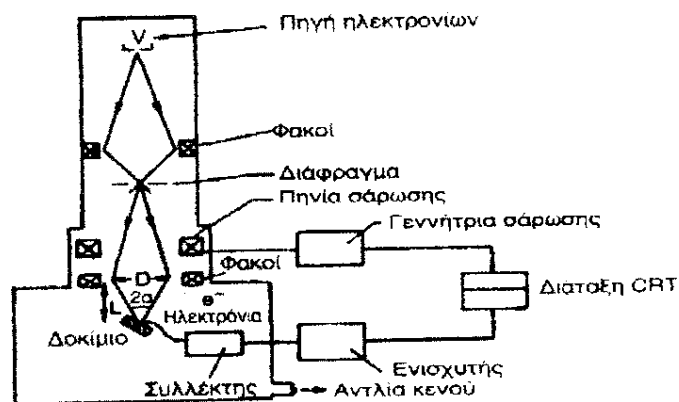 V
Πηγή ηλεκτρονίων
Φακοί
Διάφραγμα
Πηνία σάρωσης
Γεννήτρια σάρωσης
D
Φακοί
Διάταξη CRT
L
2α
e⁻
Ηλεκτρόνια
Δοκίμιο
Συλλέκτης
Ενισχυτής
Αντλία κενού